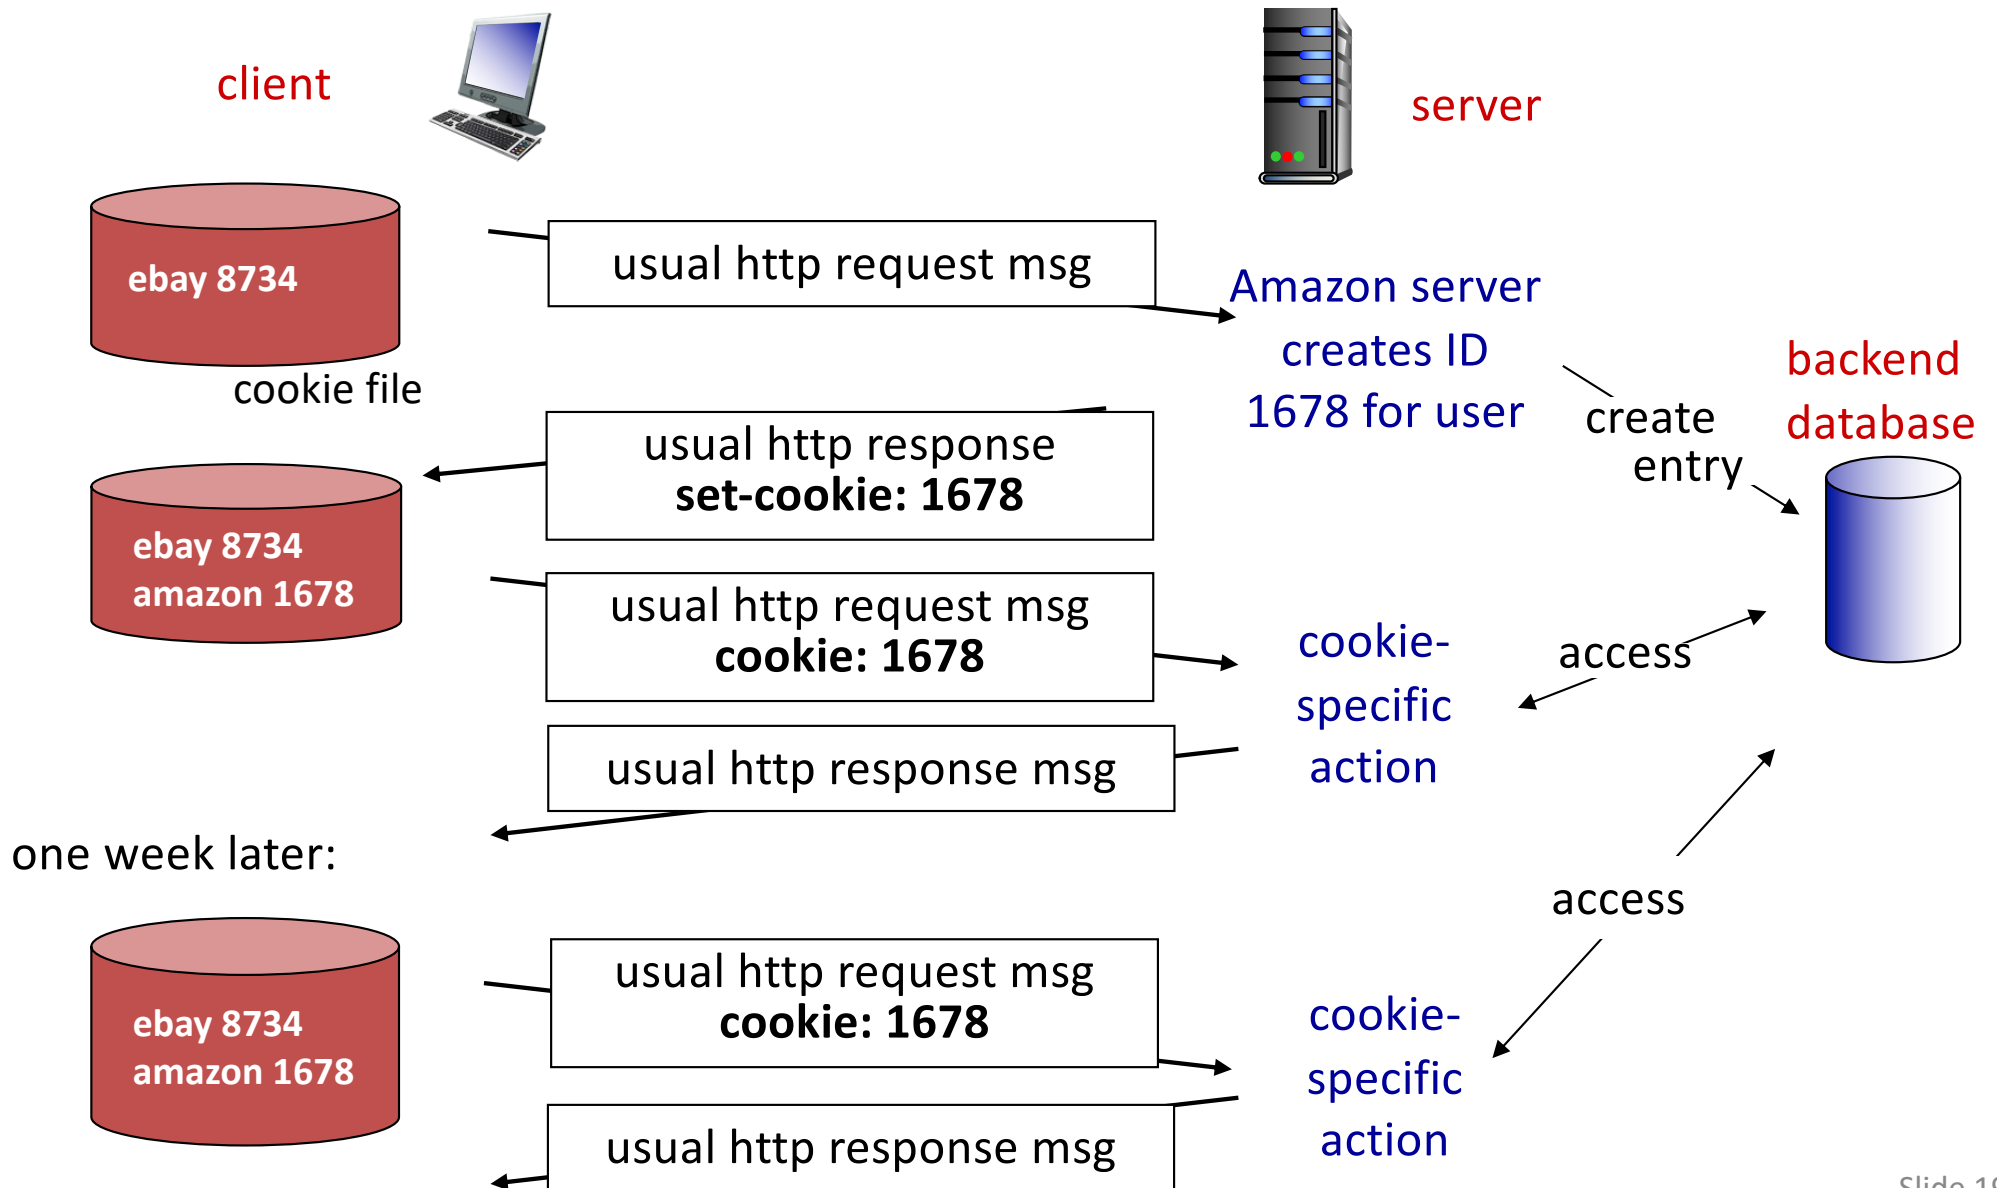 client
server
ebay 8734
cookie file
usual http request msg
Amazon server
creates ID
1678 for user
create
entry
backend
database
usual http response
set-cookie: 1678
ebay 8734
amazon 1678
usual http request msg
cookie: 1678
cookie-
specific
action
access
usual http response msg
one week later:
access
ebay 8734
amazon 1678
usual http request msg
cookie: 1678
cookie-
specific
action
usual http response msg
Slide 19